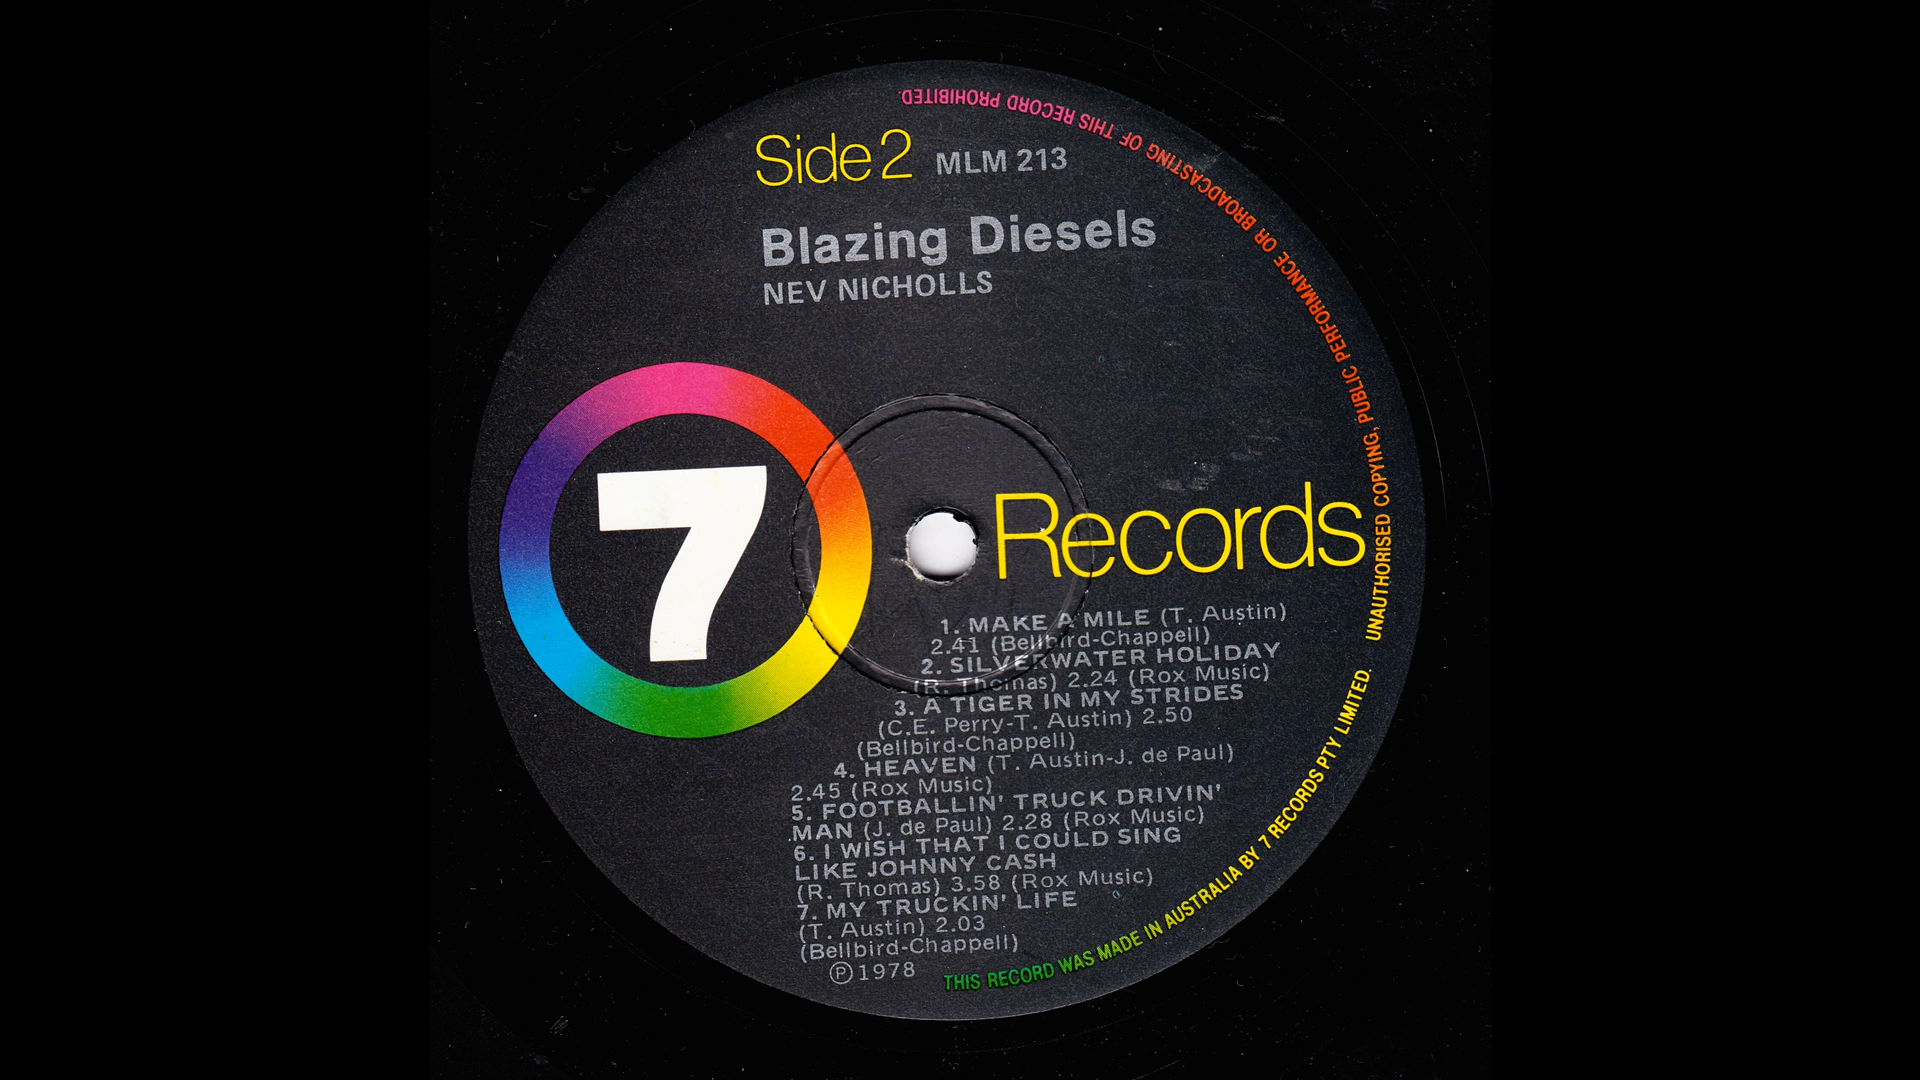 Side 2 MLM 213
Blazing Diesels
NEV NICHOLLS
7 Records
1. MAKE A MILE (T. Austin)
2.41 (Bellbird-Chappell)
2. SILVERWATER HOLIDAY
(R. Thomas) 2.24 (Rox Music)
3. A TIGER IN MY STRIDES
(C.E. Perry-T. Austin) 2.50
(Bellbird-Chappell)
4. HEAVEN (T. Austin-J. de Paul)
2.45 (Rox Music)
5. FOOTBALLIN' TRUCK DRIVIN'
MAN (J. de Paul) 2.28 (Rox Music)
6. I WISH THAT I COULD SING
LIKE JOHNNY CASH
(R. Thomas) 3.58 (Rox Music)
7. MY TRUCKIN' LIFE
(T. Austin) 2.03
(Bellbird-Chappell)
Ⓟ1978
THIS RECORD WAS MADE IN AUSTRALIA BY 7 RECORDS PTY LIMITED. UNAUTHORISED COPYING, PUBLIC PERFORMANCE OR BROADCASTING OF THIS RECORD PROHIBITED.